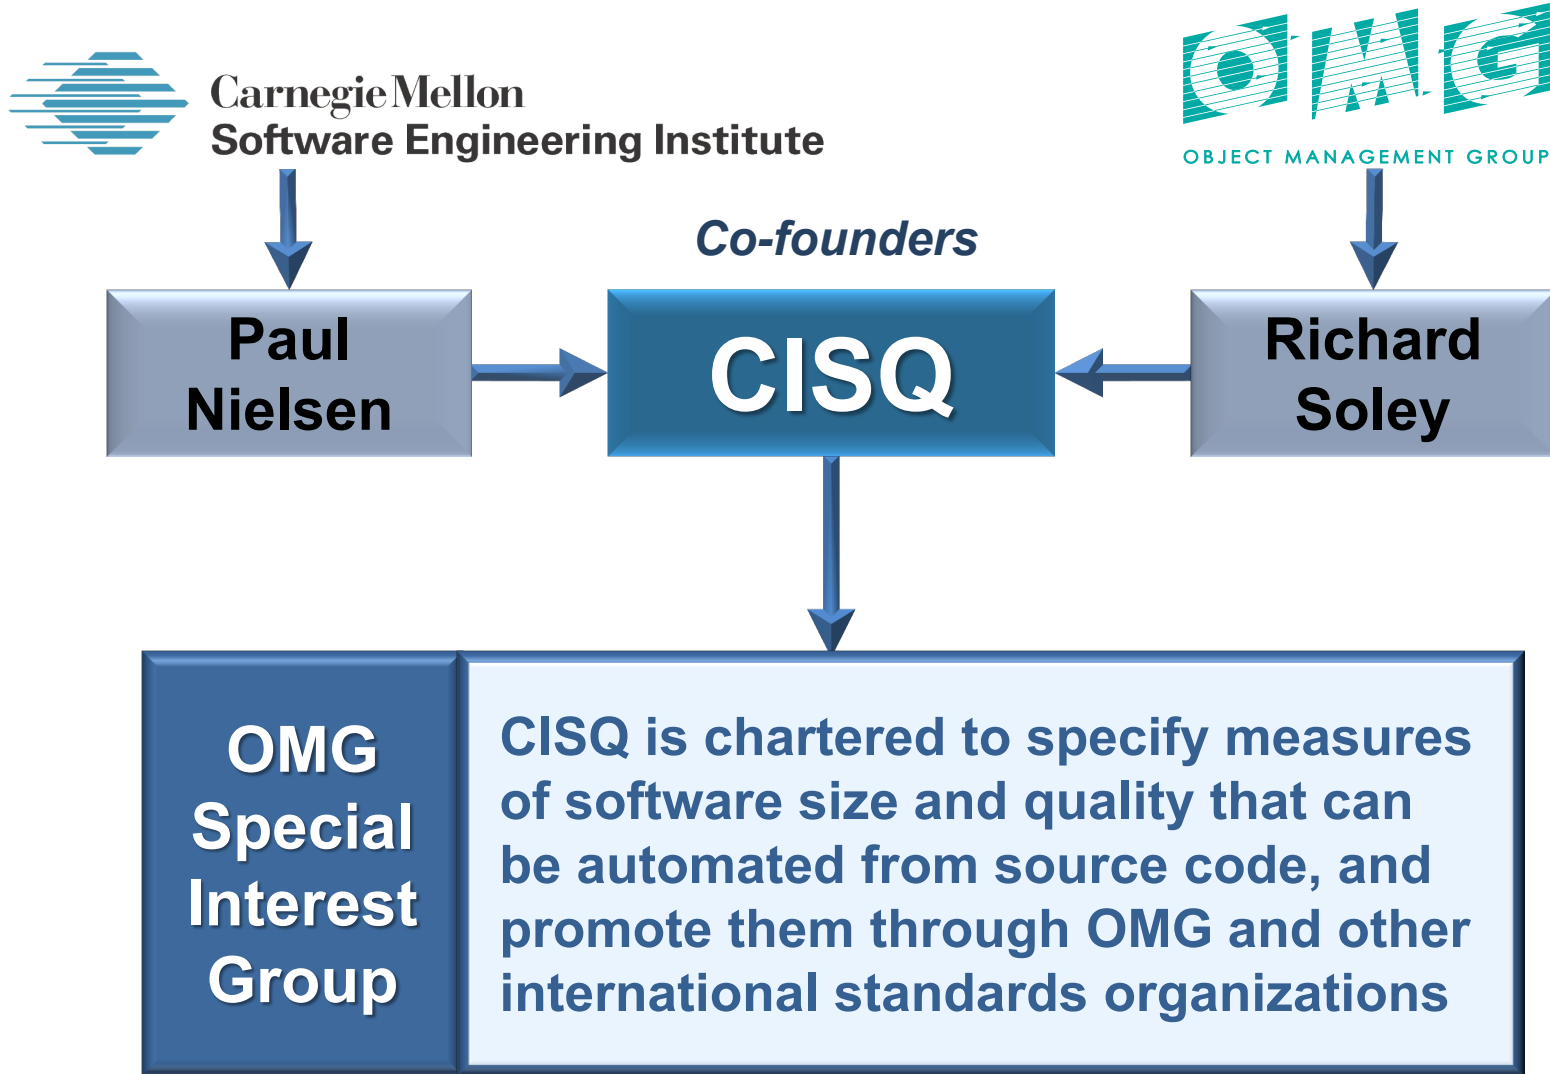 Carnegie Mellon
Software Engineering Institute
OMG
OBJECT MANAGEMENT GROUP
Co-founders
Paul
Nielsen
CISQ
Richard
Soley
OMG
Special
Interest
Group
CISQ is chartered to specify measures
of software size and quality that can
be automated from source code, and
promote them through OMG and other
international standards organizations